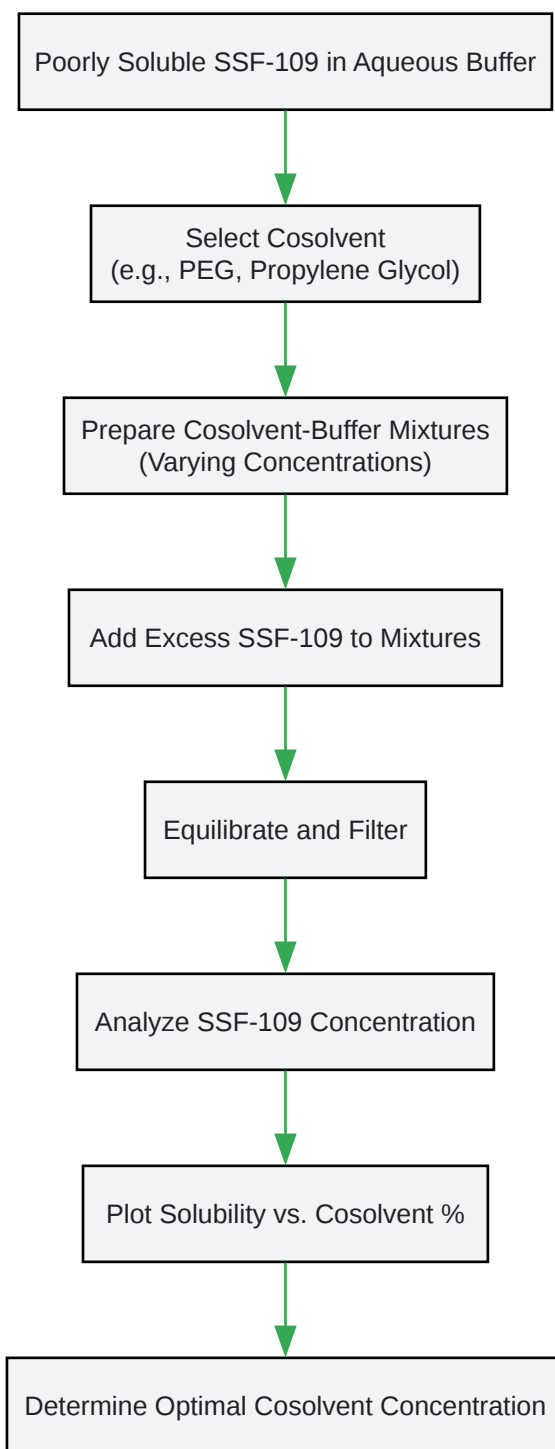 Poorly Soluble SSF-109 in Aqueous Buffer
Select Cosolvent
(e.g., PEG, Propylene Glycol)
Prepare Cosolvent-Buffer Mixtures
(Varying Concentrations)
Add Excess SSF-109 to Mixtures
Equilibrate and Filter
Analyze SSF-109 Concentration
Plot Solubility vs. Cosolvent %
Determine Optimal Cosolvent Concentration